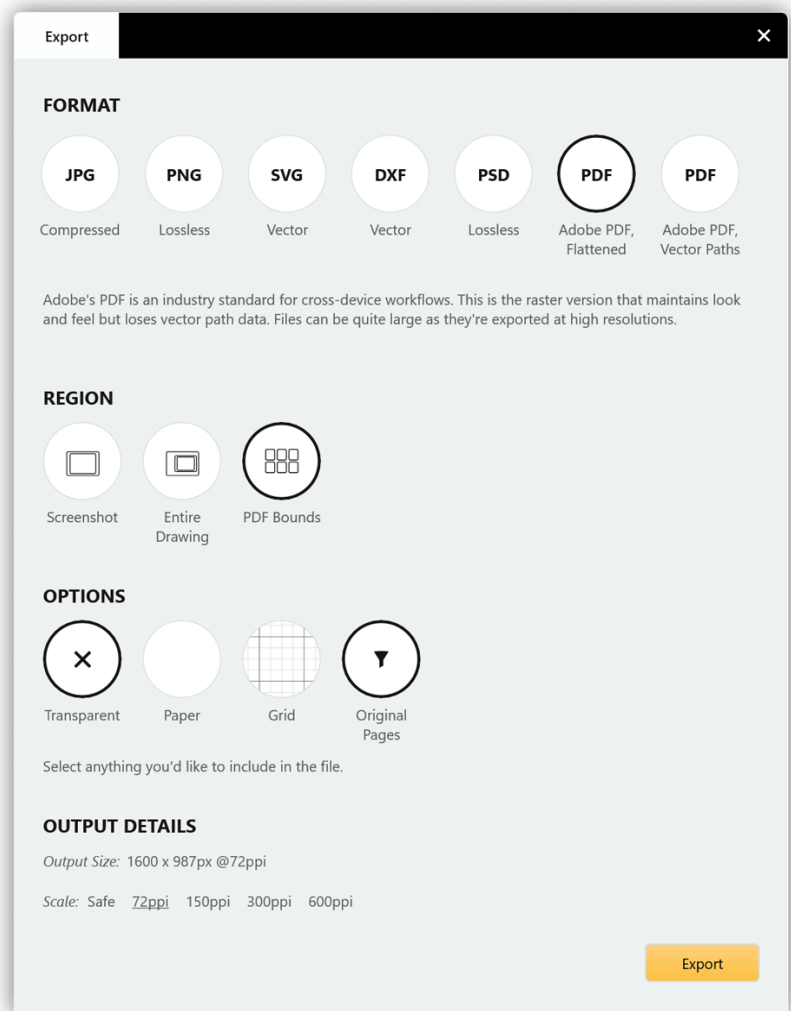 Export
FORMAT
JPG PNG SVG DXF PSD PDF PDF
Compressed Lossless Vector Vector Lossless Adobe PDF, Adobe PDF,
Flattened Vector Paths
Adobe's PDF is an industry standard for cross-device workflows. This is the raster version that maintains look
and feel but loses vector path data. Files can be quite large as they're exported at high resolutions.
REGION
Screenshot Entire PDF Bounds
Drawing
OPTIONS
Transparent Paper Grid Original
Pages
Select anything you'd like to include in the file.
OUTPUT DETAILS
Output Size: 1600 x 987px @72ppi
Scale: Safe 72ppi 150ppi 300ppi 600ppi
Export